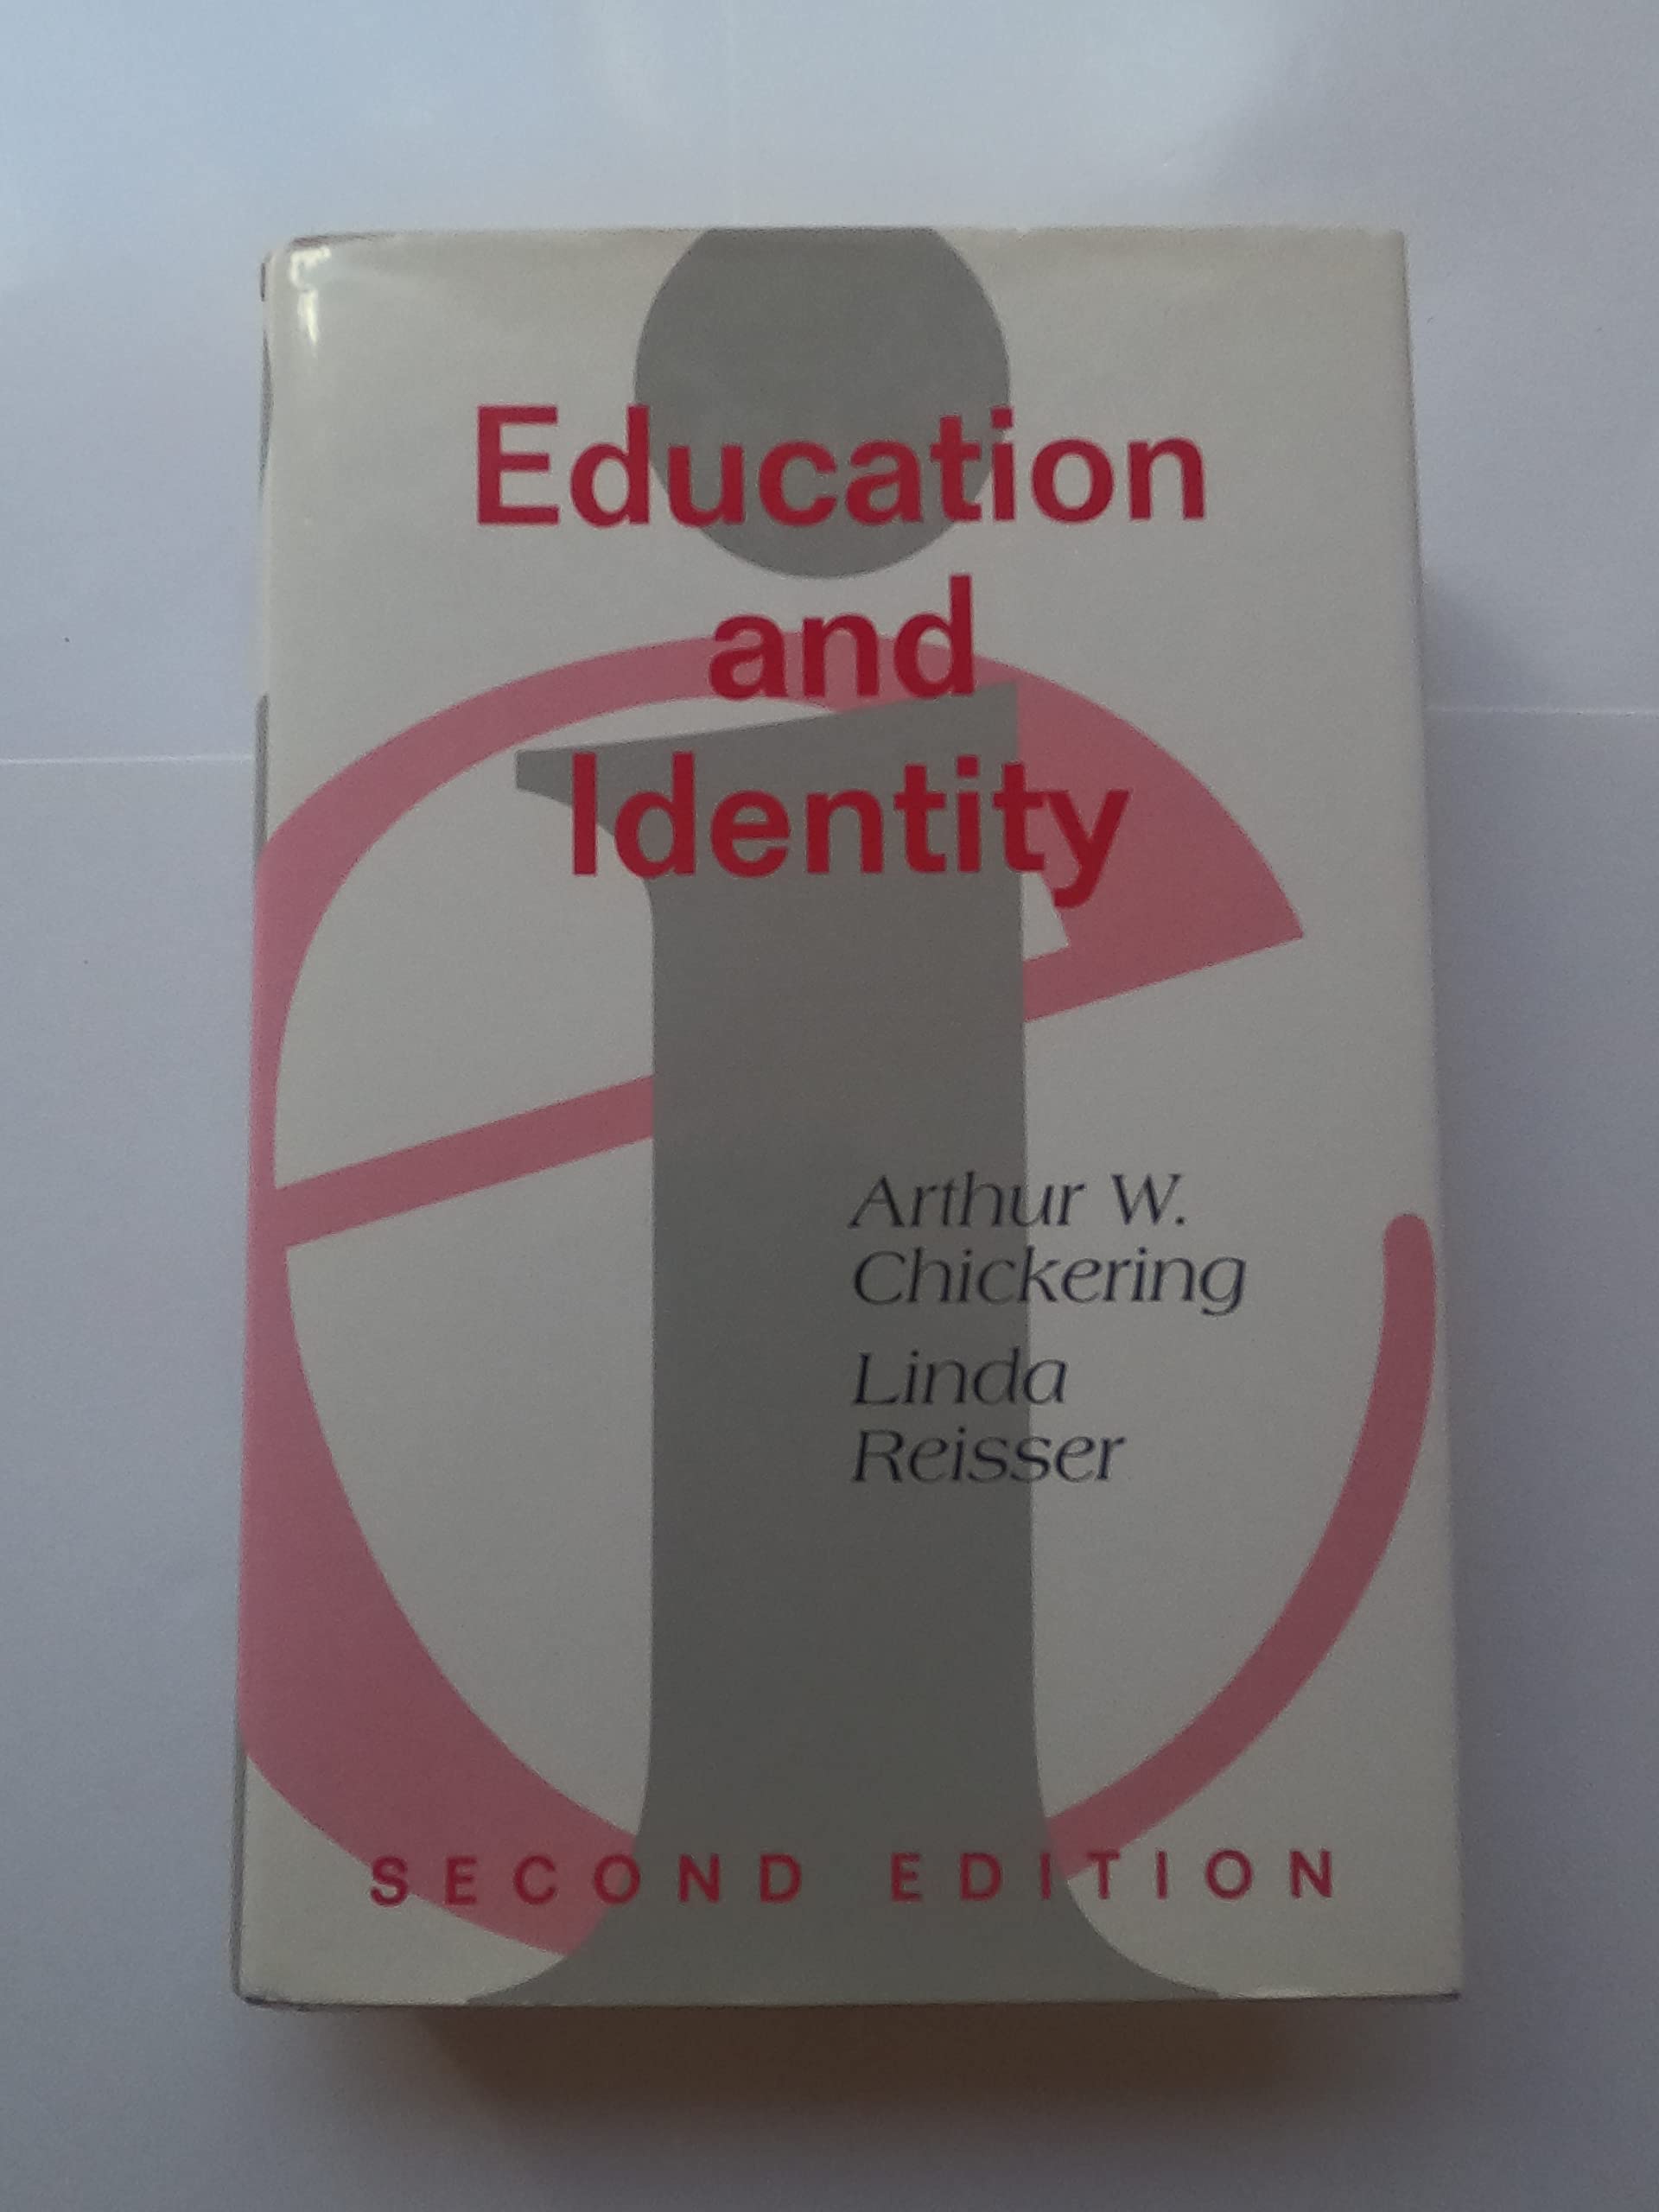 Education
and
Identity
Arthur W.
Chickering
Linda
Reisser
SECOND EDITION